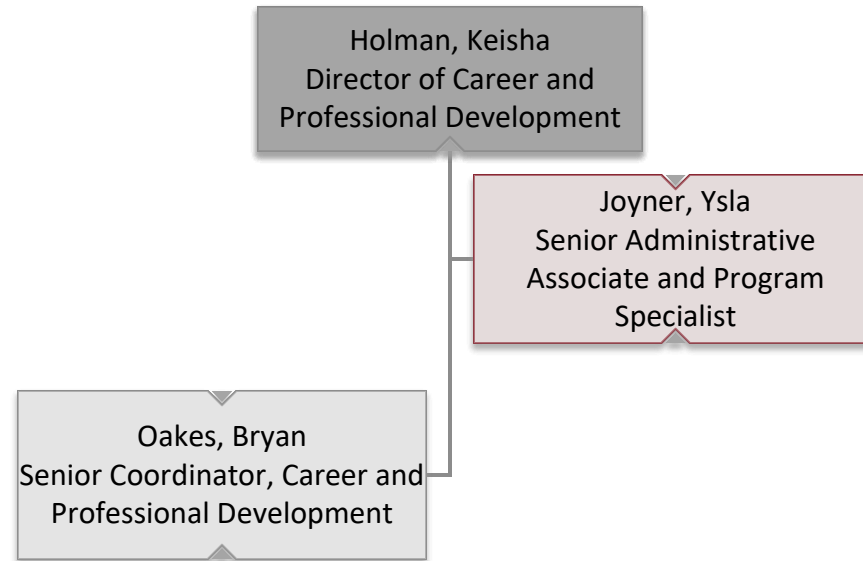 Holman, Keisha
Director of Career and
Professional Development
Joyner, Ysla
Senior Administrative
Associate and Program
Specialist
Oakes, Bryan
Senior Coordinator, Career and
Professional Development